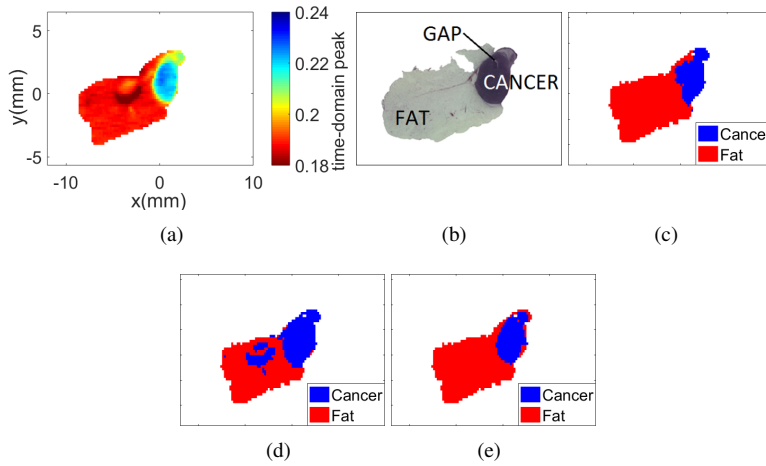 5
0
-5
y(mm)
-10
0
10
x(mm)
0.24
0.22
0.2
0.18
time-domain peak
(a)
GAP
CANCER
FAT
(b)
Cancer
Fat
(c)
Cancer
Fat
(d)
Cancer
Fat
(e)